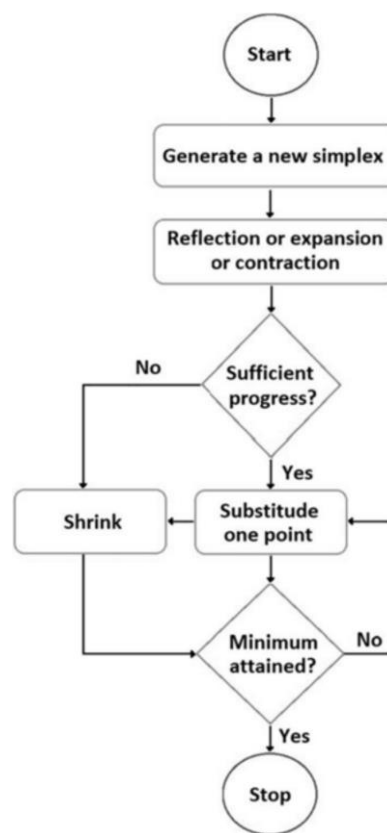 Start
Generate a new simplex
Reflection or expansion
or contraction
Sufficient
progress?
No
Yes
Shrink
Substitude
one point
Minimum
attained?
No
Yes
Stop